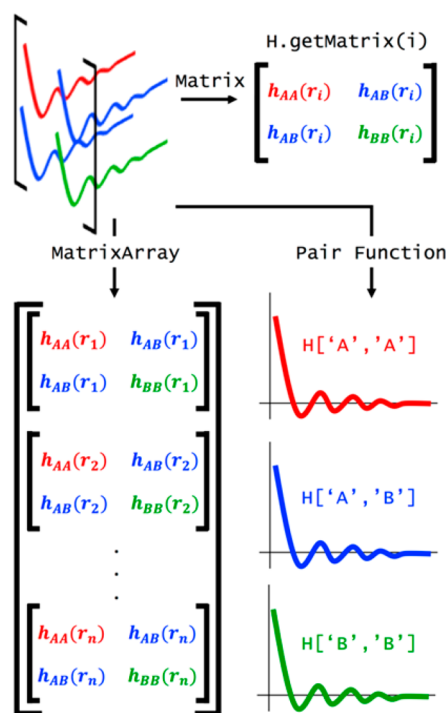 H.getMatrix(i)
Matrix
h_AA(r_i) h_AB(r_i)
h_AB(r_i) h_BB(r_i)
MatrixArray
Pair Function
h_AA(r_1) h_AB(r_1)
h_AB(r_1) h_BB(r_1)
h_AA(r_2) h_AB(r_2)
h_AB(r_2) h_BB(r_2)
.
.
.
h_AA(r_n) h_AB(r_n)
h_AB(r_n) h_BB(r_n)
H[‘A’,’A’]
H[‘A’,’B’]
H[‘B’,’B’]